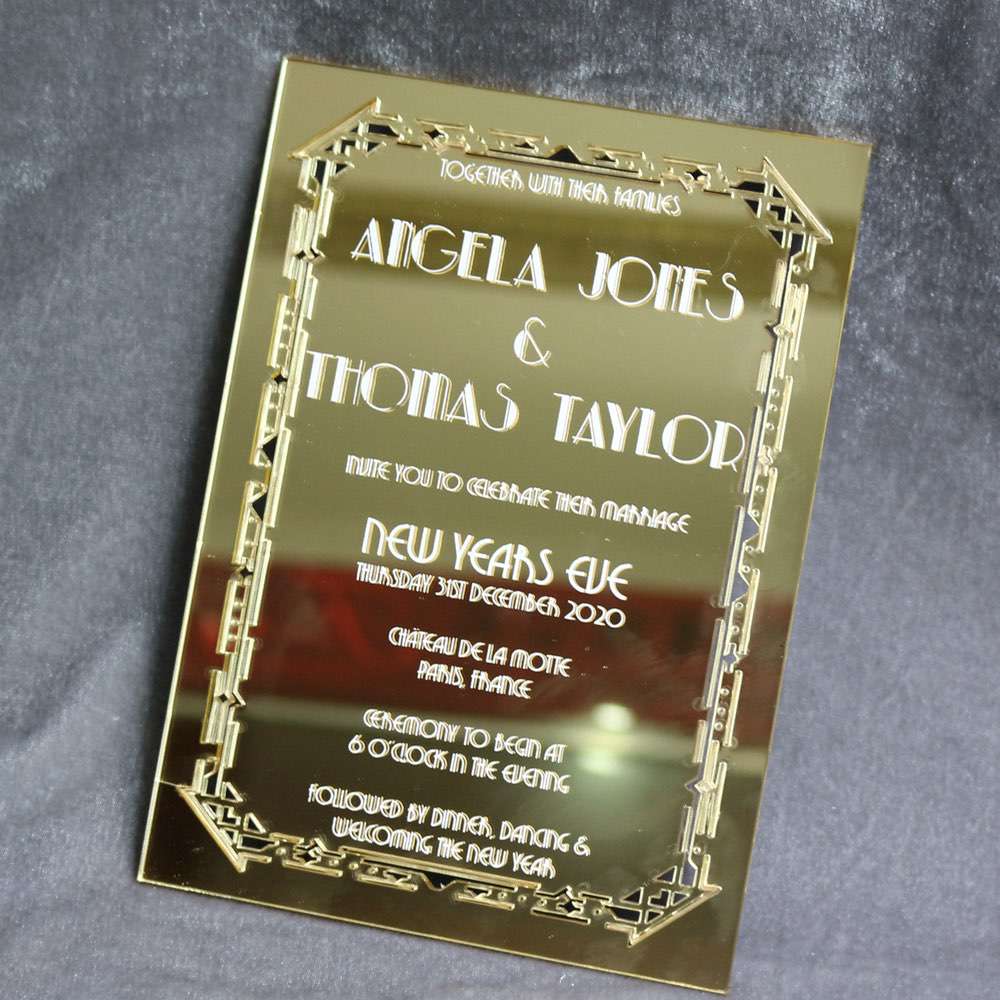 TOGETHER WITH THEIR FAMILIES
ANGELA JONES
&
THOMAS TAYLOR
INVITE YOU TO CELEBRATE THEIR MARRIAGE
NEW YEARS EVE
THURSDAY 31ST DECEMBER 2020
CHÂTEAU DE LA MOTTE
PARIS, FRANCE
CEREMONY TO BEGIN AT
6 O'CLOCK IN THE EVENING
FOLLOWED BY DINNER, DANCING &
WELCOMING THE NEW YEAR